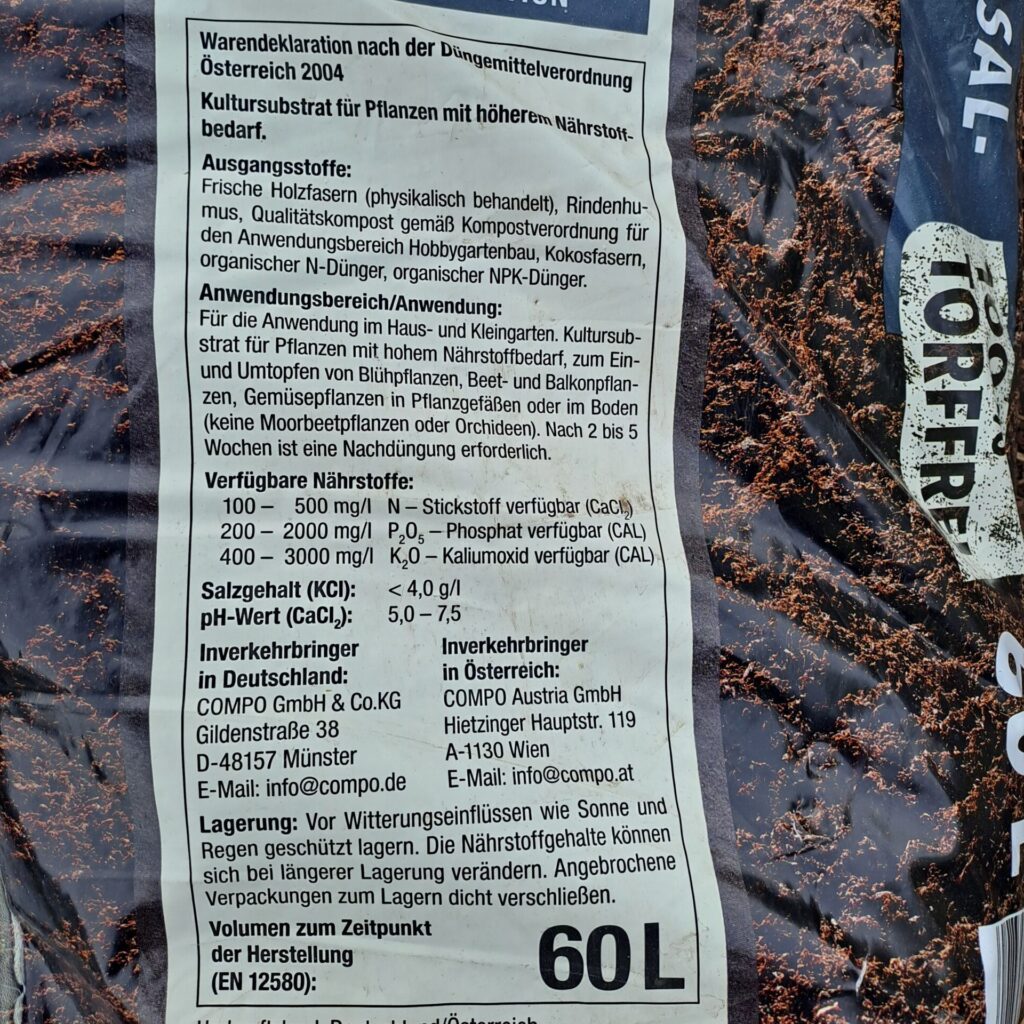 Warendeklaration nach der Düngemittelverordnung
Österreich 2004
Kultursubstrat für Pflanzen mit höherem Nährstoff-
bedarf.
Ausgangsstoffe:
Frische Holzfasern (physikalisch behandelt), Rindenhu-
mus, Qualitätskompost gemäß Kompostverordnung für
den Anwendungsbereich Hobbygartenbau, Kokosfasern,
organischer N-Dünger, organischer NPK-Dünger.
Anwendungsbereich/Anwendung:
Für die Anwendung im Haus- und Kleingarten. Kultursub-
strat für Pflanzen mit hohem Nährstoffbedarf, zum Ein-
und Umtopfen von Blühpflanzen, Beet- und Balkonpflan-
zen, Gemüsepflanzen in Pflanzgefäßen oder im Boden
(keine Moorbeetpflanzen oder Orchideen). Nach 2 bis 5
Wochen ist eine Nachdüngung erforderlich.
Verfügbare Nährstoffe:
100 – 500 mg/l N – Stickstoff verfügbar (CaCl₂)
200 – 2000 mg/l P₂O₅ – Phosphat verfügbar (CAL)
400 – 3000 mg/l K₂O – Kaliumoxid verfügbar (CAL)
Salzgehalt (KCl): < 4,0 g/l
pH-Wert (CaCl₂): 5,0 – 7,5
Inverkehrbringer
in Deutschland:
COMPO GmbH & Co.KG
Gildenstraße 38
D-48157 Münster
E-Mail: info@compo.de
Inverkehrbringer
in Österreich:
COMPO Austria GmbH
Hietzinger Hauptstr. 119
A-1130 Wien
E-Mail: info@compo.at
Lagerung: Vor Witterungseinflüssen wie Sonne und
Regen geschützt lagern. Die Nährstoffgehalte können
sich bei längerer Lagerung verändern. Angebrochene
Verpackungen zum Lagern dicht verschließen.
Volumen zum Zeitpunkt
der Herstellung
(EN 12580):
60 L
SAL.
100%
TORFFRE
60L